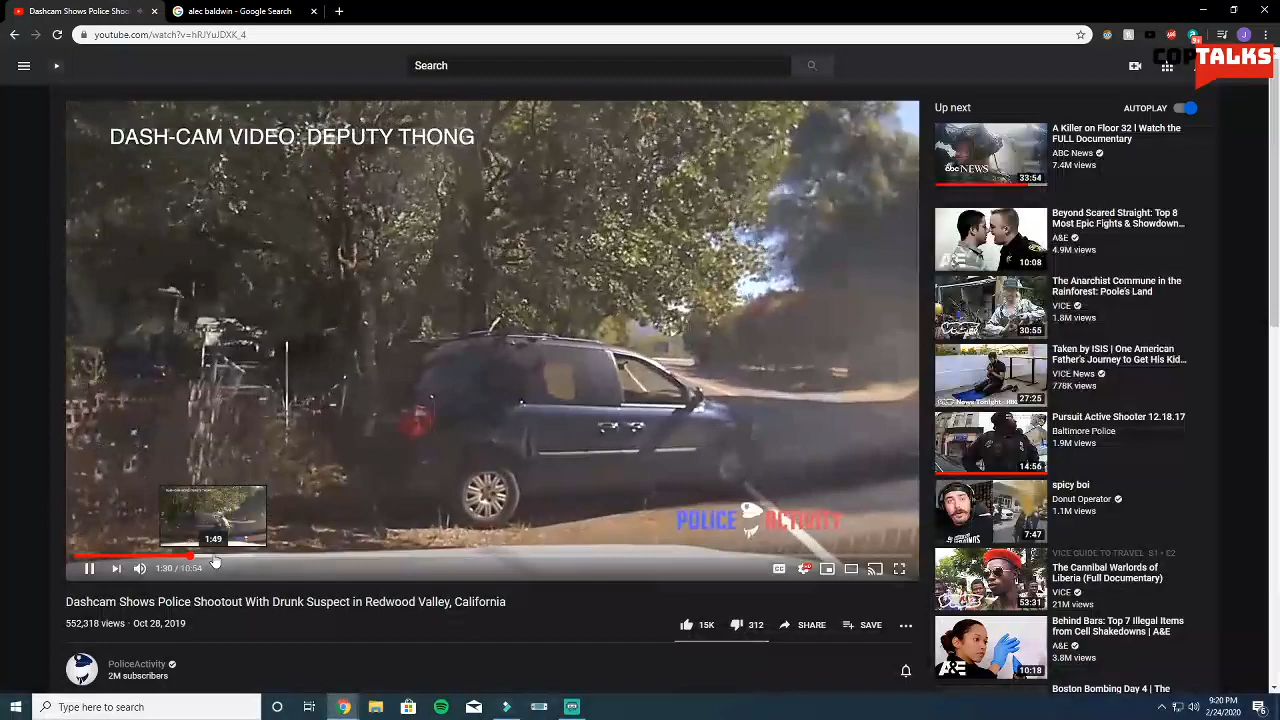 Dashcam Shows Police Shoot
alec baldwin - Google Search
youtube.com/watch?v=hRJYuJDXK_4
Search
COPTALKS
9+
DASH-CAM VIDEO: DEPUTY THONG
POLICE ACTIVITY
1:49
1:30 / 10:54
CC
HD
Dashcam Shows Police Shootout With Drunk Suspect in Redwood Valley, California
552,318 views · Oct 28, 2019
15K
312
SHARE
SAVE
PoliceActivity
2M subscribers
Up next
AUTOPLAY
abc NEWS
33:54
A Killer on Floor 32 l Watch the
FULL Documentary
ABC News
7.4M views
10:08
Beyond Scared Straight: Top 8
Most Epic Fights & Showdown...
A&E
4.9M views
30:55
The Anarchist Commune in the
Rainforest: Poole's Land
VICE
1.8M views
27:25
Taken by ISIS | One American
Father's Journey to Get His Kid...
VICE News
778K views
14:56
Pursuit Active Shooter 12.18.17
Baltimore Police
1.9M views
7:47
spicy boi
Donut Operator
1.1M views
53:31
VICE GUIDE TO TRAVEL S1 • E2
The Cannibal Warlords of
Liberia (Full Documentary)
VICE
21M views
A&E
10:18
Behind Bars: Top 7 Illegal Items
from Cell Shakedowns | A&E
A&E
3.8M views
Boston Bombing Day 4 | The
Type here to search
9:20 PM
2/24/2020